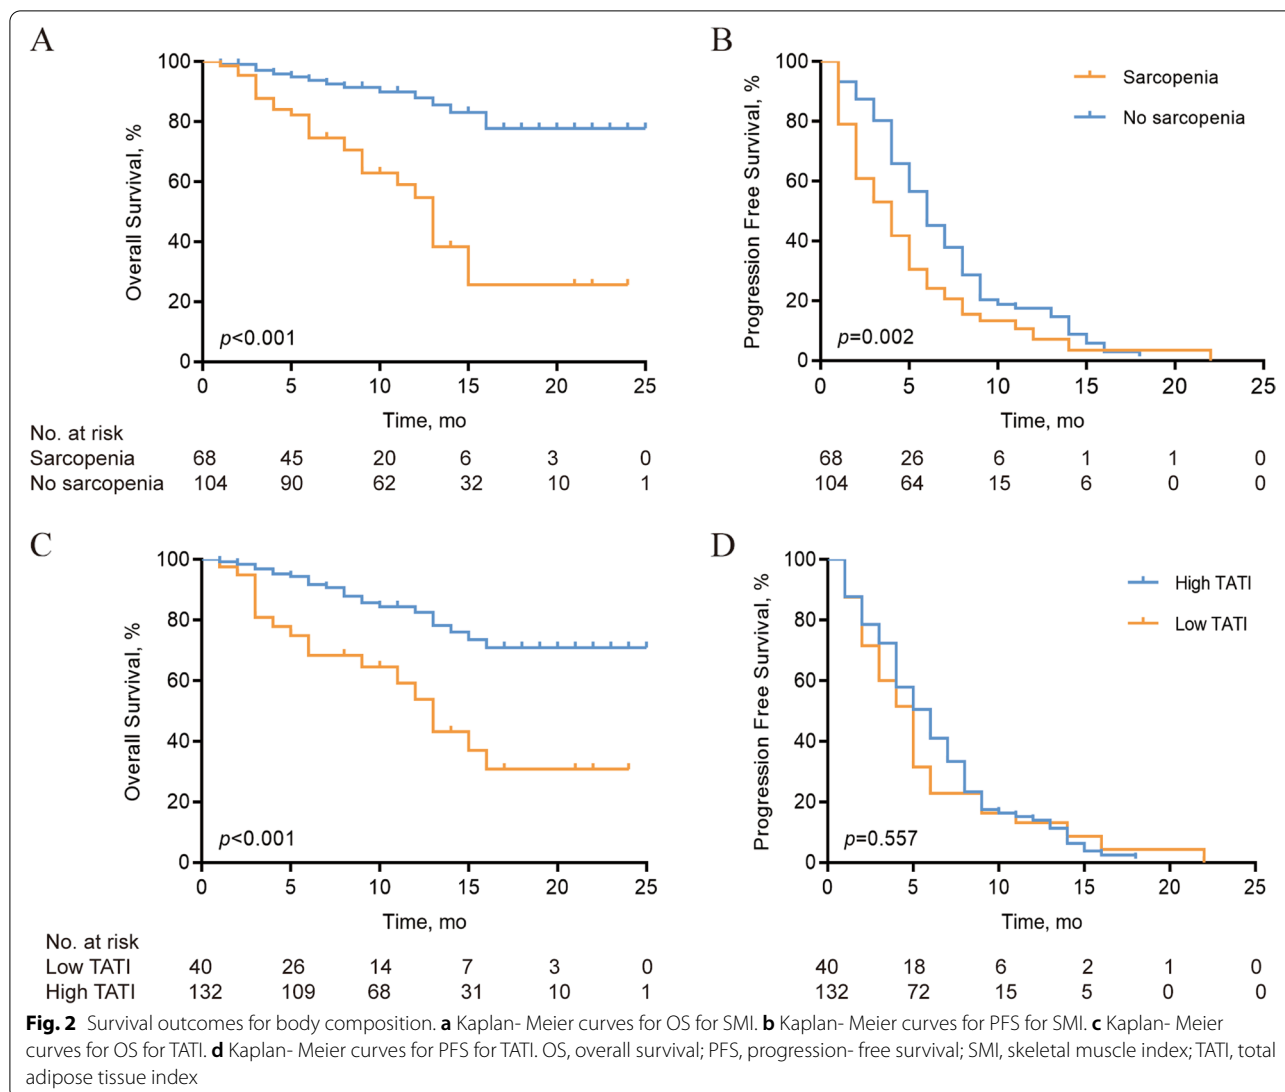 A
Overall Survival, %
100
80
60
40
20
0
p<0.001
0 5 10 15 20 25
Time, mo
No. at risk
Sarcopenia 68 45 20 6 3 0
No sarcopenia 104 90 62 32 10 1
B
Progression Free Survival, %
100
80
60
40
20
0
Sarcopenia
No sarcopenia
p=0.002
0 5 10 15 20 25
Time, mo
68 26 6 1 1 0
104 64 15 6 0 0
C
Overall Survival, %
100
80
60
40
20
0
p<0.001
0 5 10 15 20 25
Time, mo
No. at risk
Low TATI 40 26 14 7 3 0
High TATI 132 109 68 31 10 1
D
Progression Free Survival, %
100
80
60
40
20
0
High TATI
Low TATI
p=0.557
0 5 10 15 20 25
Time, mo
40 18 6 2 1 0
132 72 15 5 0 0
Fig. 2 Survival outcomes for body composition. a Kaplan- Meier curves for OS for SMI. b Kaplan- Meier curves for PFS for SMI. c Kaplan- Meier
curves for OS for TATI. d Kaplan- Meier curves for PFS for TATI. OS, overall survival; PFS, progression- free survival; SMI, skeletal muscle index; TATI, total
adipose tissue index